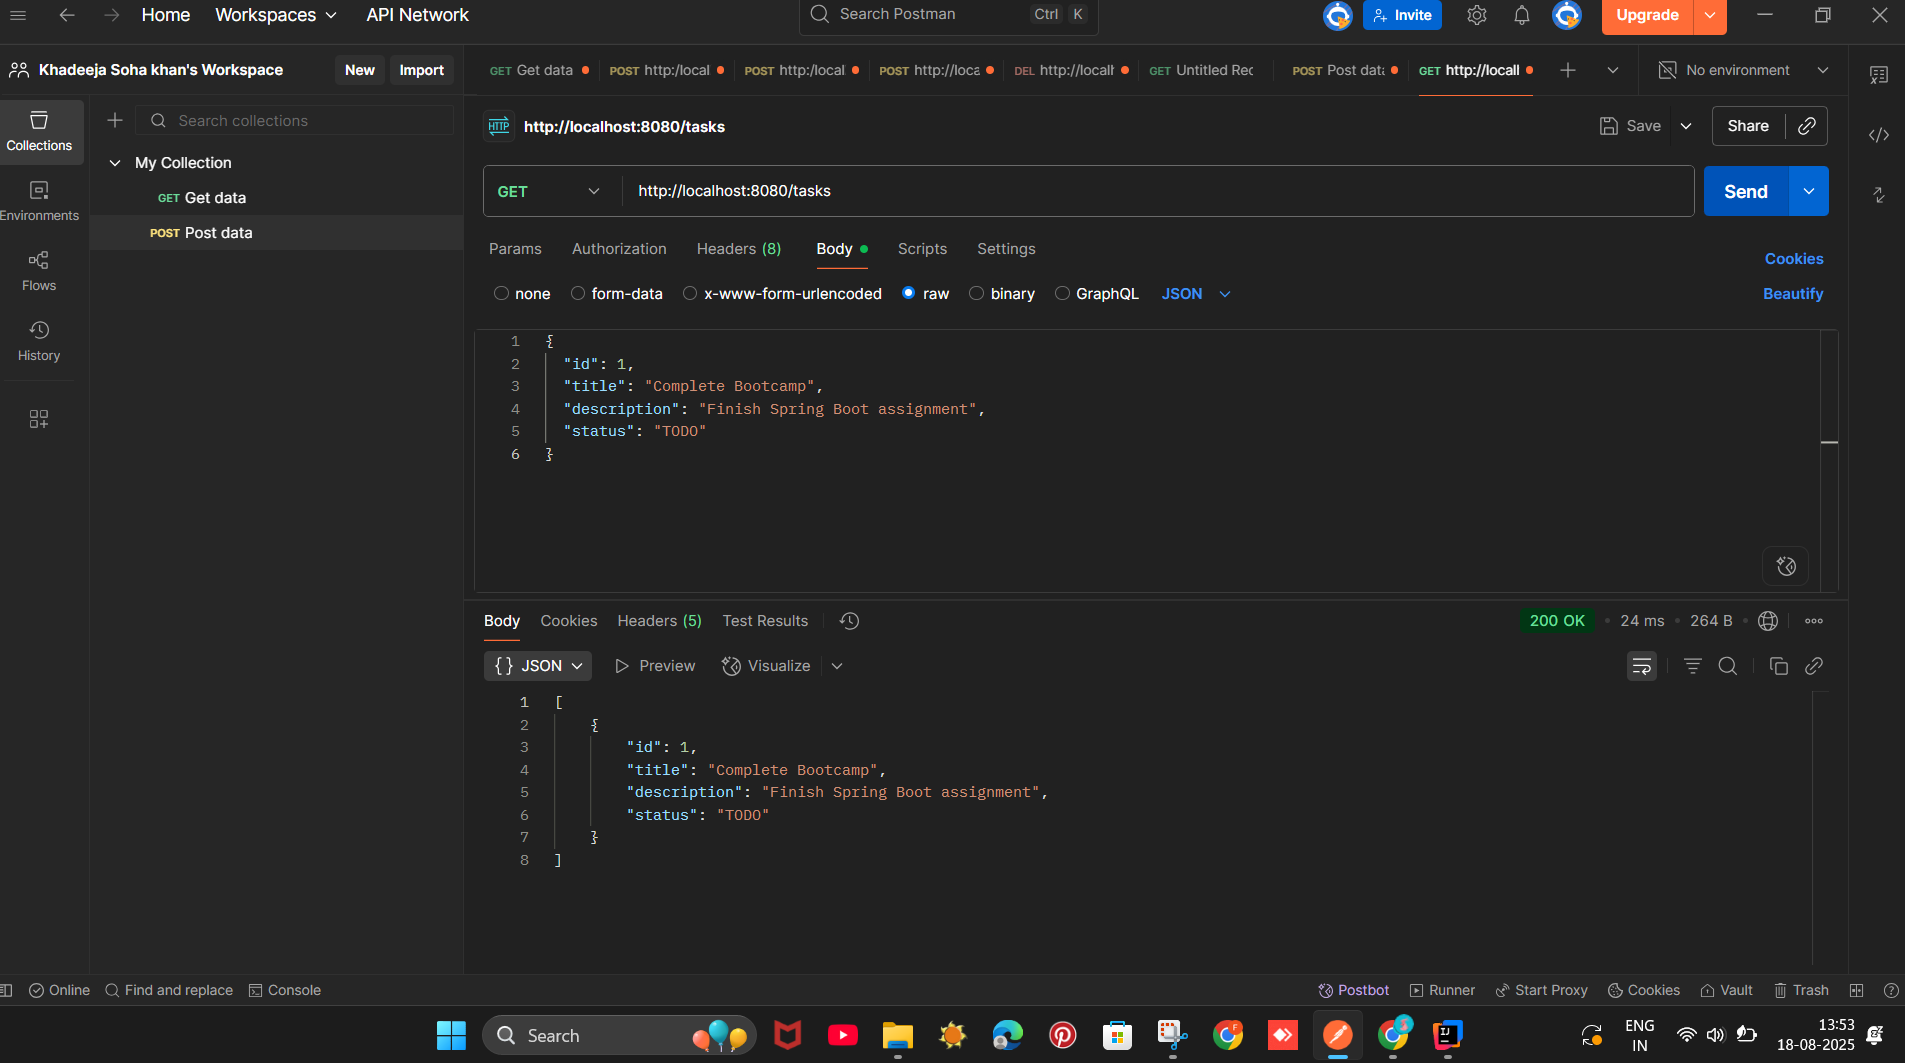 Home Workspaces API Network Search Postman Ctrl K Invite Upgrade
Khadeeja Soha khan's Workspace New Import
GET Get data POST http://local POST http:/local POST http://loca DEL http://localh GET Untitled Rec POST Post data GET http://locall No environment
Search collections
Collections
My Collection
GET Get data
POST Post data
Environments
Flows
History
HTTP http://localhost:8080/tasks Save Share
GET http://localhost:8080/tasks Send
Params Authorization Headers (8) Body Scripts Settings Cookies
none form-data x-www-form-urlencoded raw binary GraphQL JSON Beautify
1 {
2 "id": 1,
3 "title": "Complete Bootcamp",
4 "description": "Finish Spring Boot assignment",
5 "status": "TODO"
6 }
Body Cookies Headers (5) Test Results 200 OK 24 ms 264 B
{} JSON Preview Visualize
1 [
2 {
3 "id": 1,
4 "title": "Complete Bootcamp",
5 "description": "Finish Spring Boot assignment",
6 "status": "TODO"
7 }
8 ]
Online Find and replace Console Postbot Runner Start Proxy Cookies Vault Trash
Search ENG 13:53
IN 18-08-2025